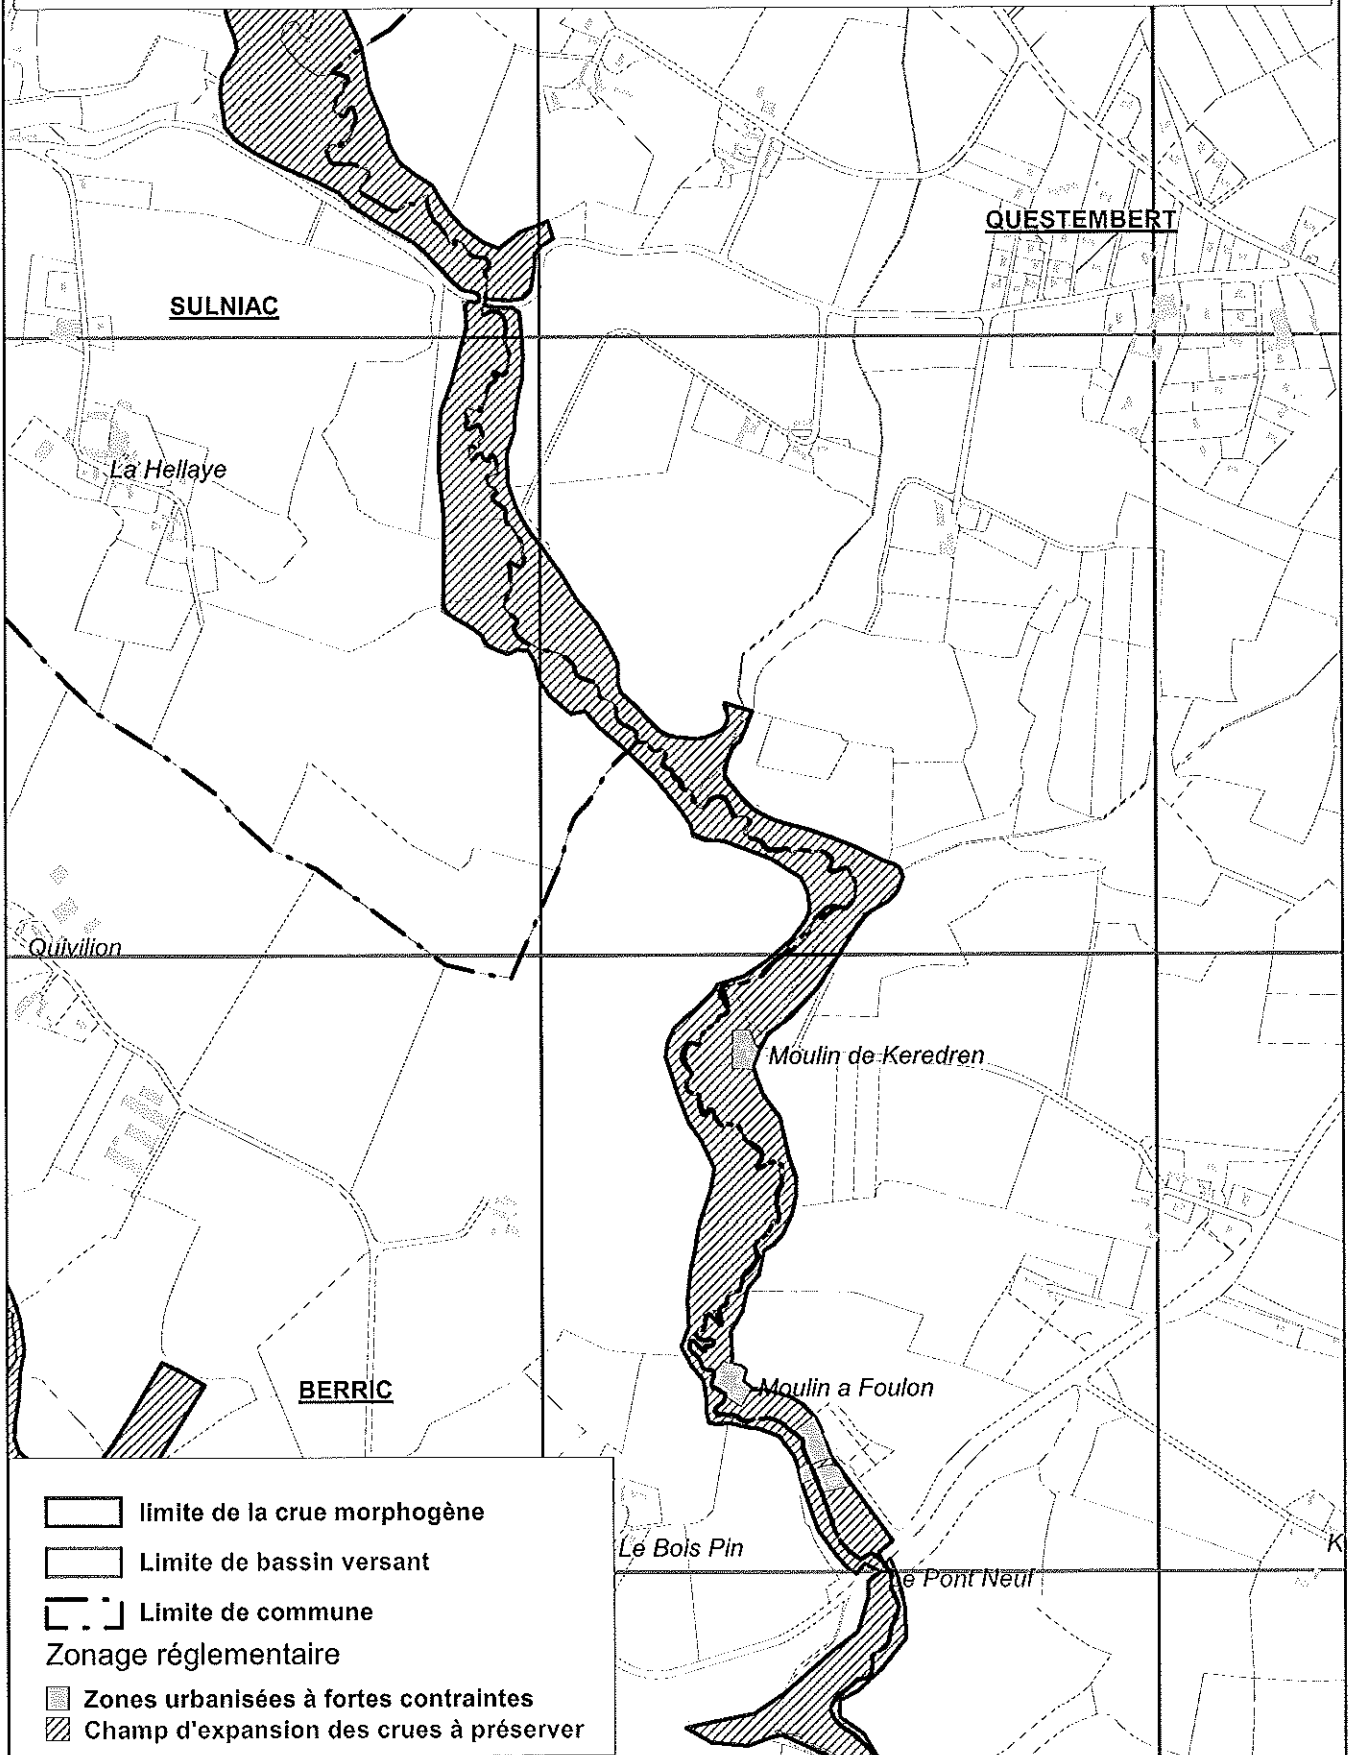 QUESTEMBERT
SULNIAC
La Hellaye
Quivilion
Moulin de Keredren
Moulin a Foulon
BERRIC
Le Bois Pin
e Pont Neuf
K
limite de la crue morphogène
Limite de bassin versant
Limite de commune
Zonage réglementaire
Zones urbanisées à fortes contraintes
Champ d'expansion des crues à préserver